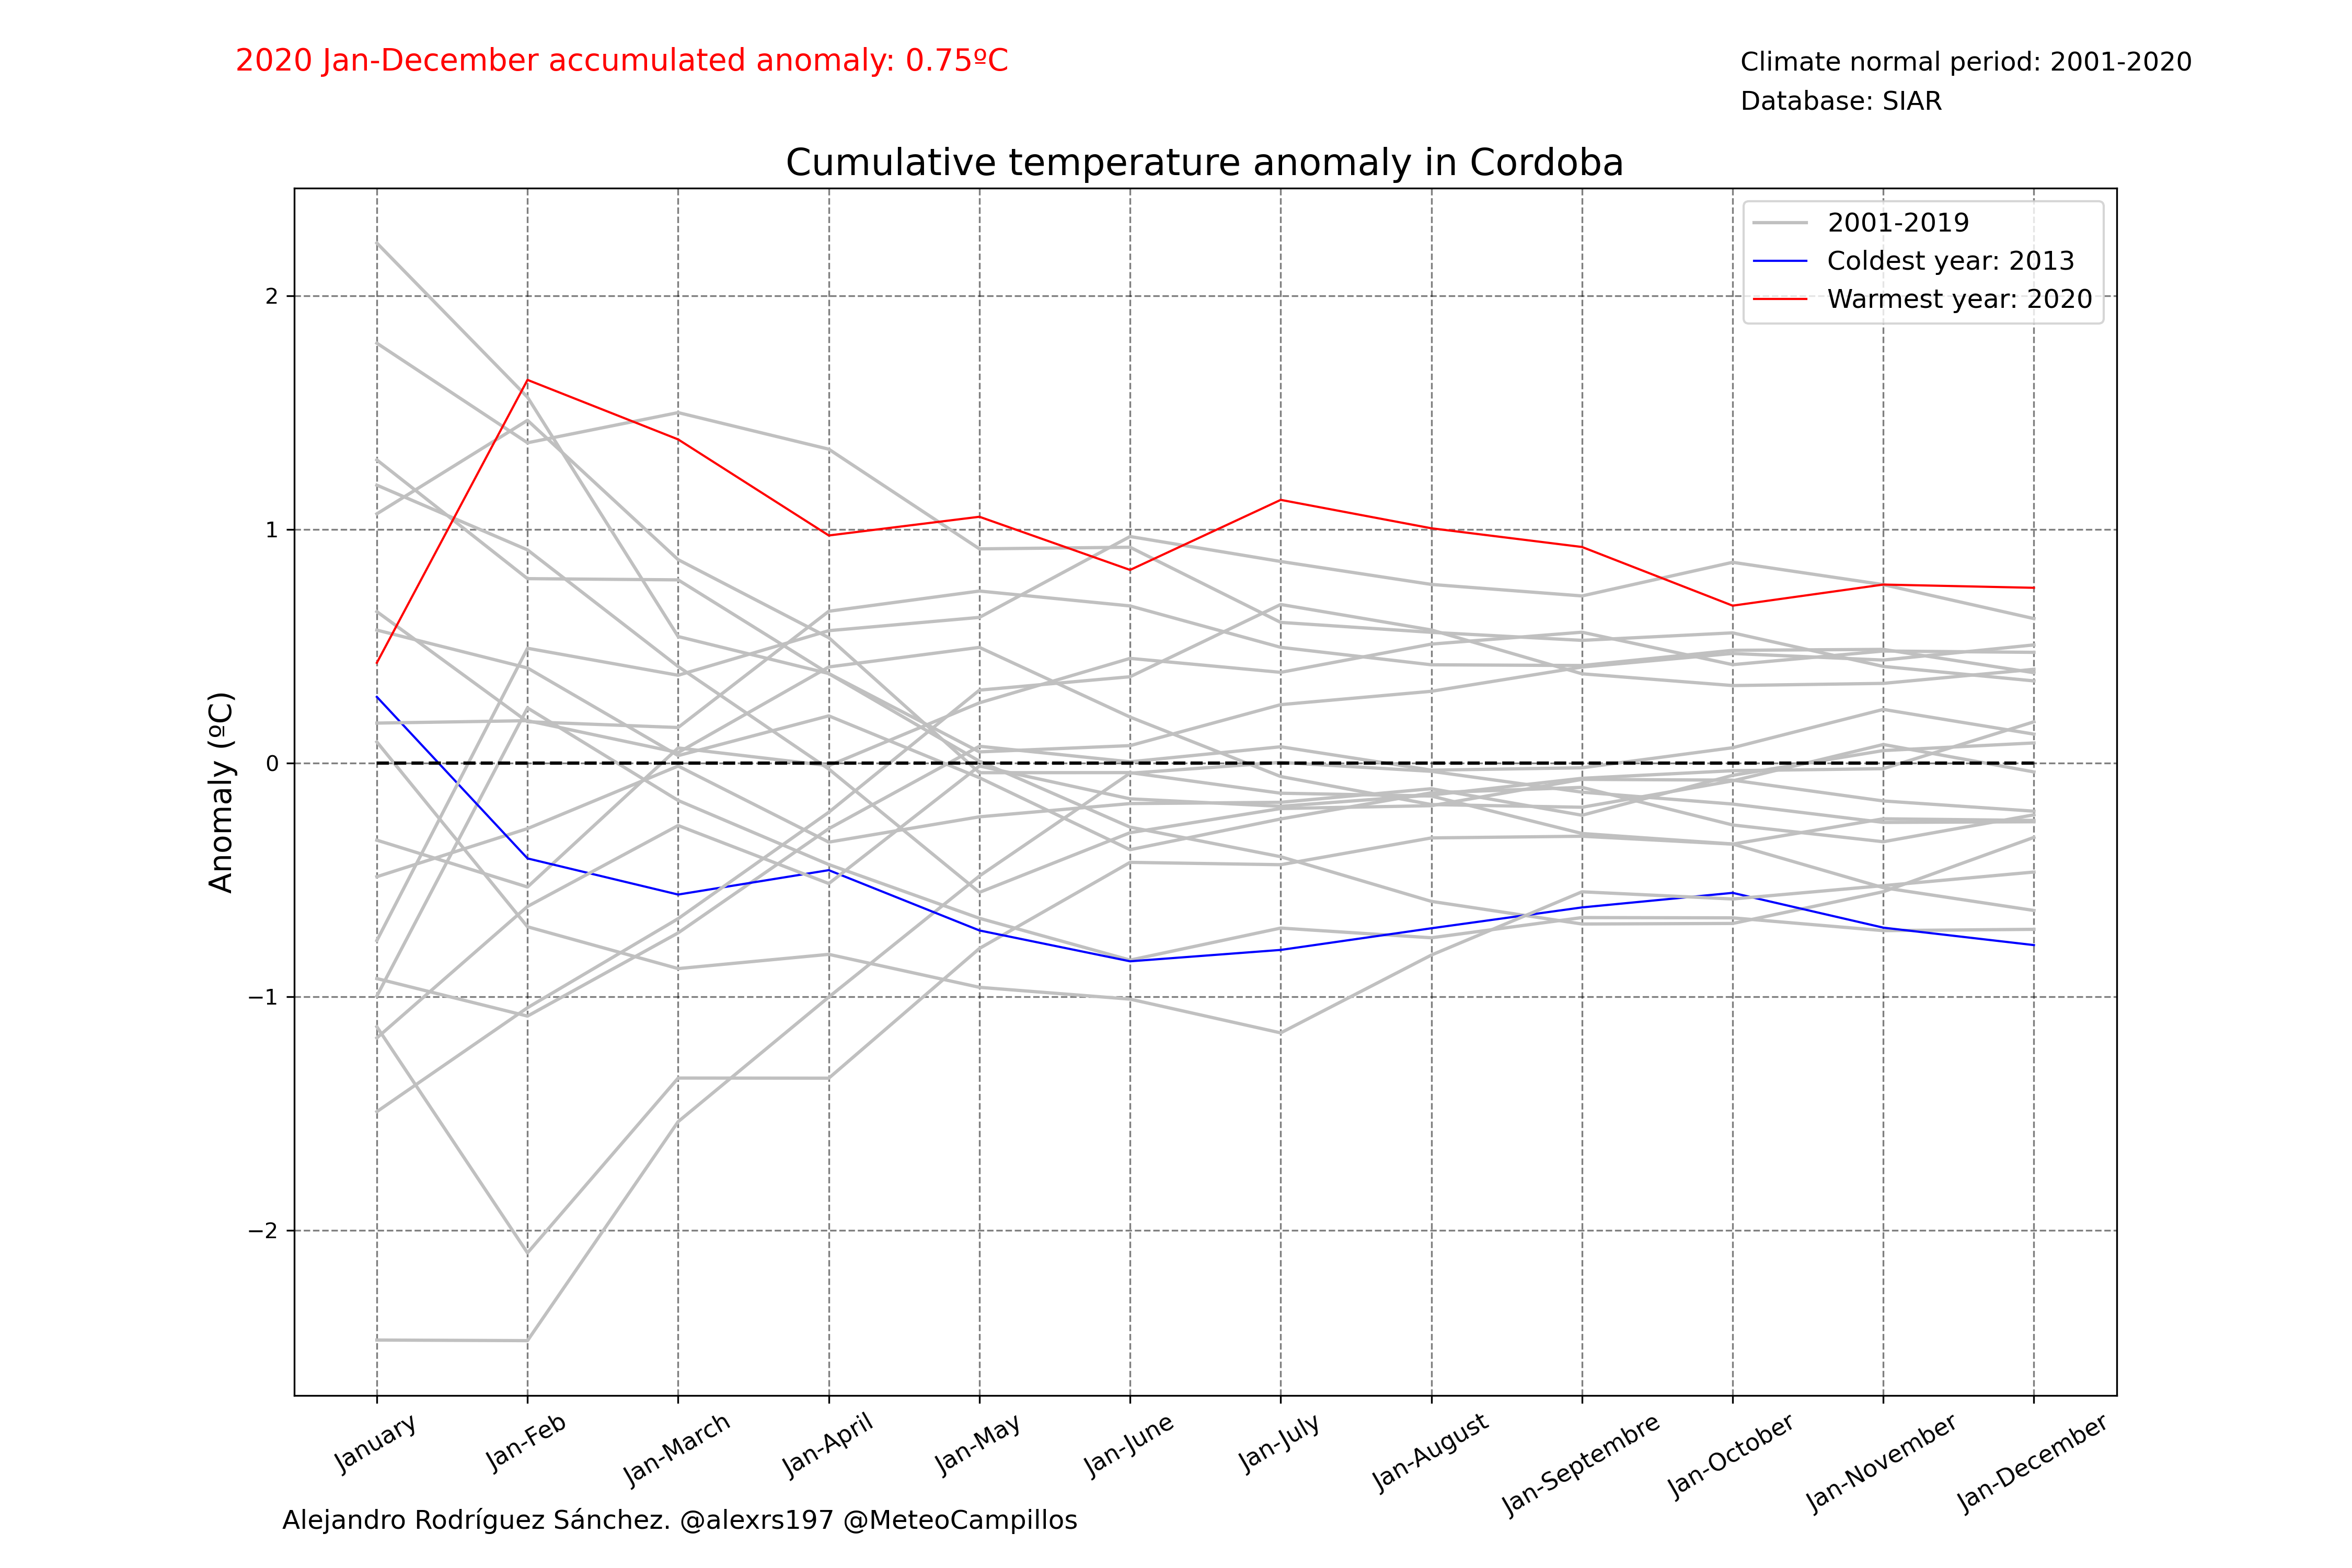 2020 Jan-December accumulated anomaly: 0.75ºC
Climate normal period: 2001-2020
Database: SIAR
Cumulative temperature anomaly in Cordoba
2001-2019
Coldest year: 2013
Warmest year: 2020
Anomaly (ºC)
2
1
0
−1
−2
January
Jan-Feb
Jan-March
Jan-April
Jan-May
Jan-June
Jan-July
Jan-August
Jan-Septembre
Jan-October
Jan-November
Jan-December
Alejandro Rodríguez Sánchez. @alexrs197 @MeteoCampillos